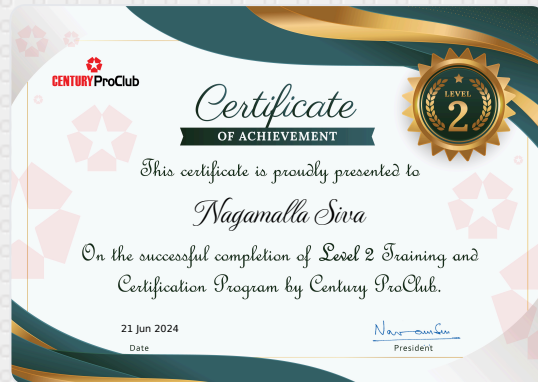 CENTURY ProClub
LEVEL
2
Certificate
OF ACHIEVEMENT
This certificate is proudly presented to
Nagamalla Siva
On the successful completion of Level 2 Training and
Certification Program by Century ProClub.
21 Jun 2024
Date
President